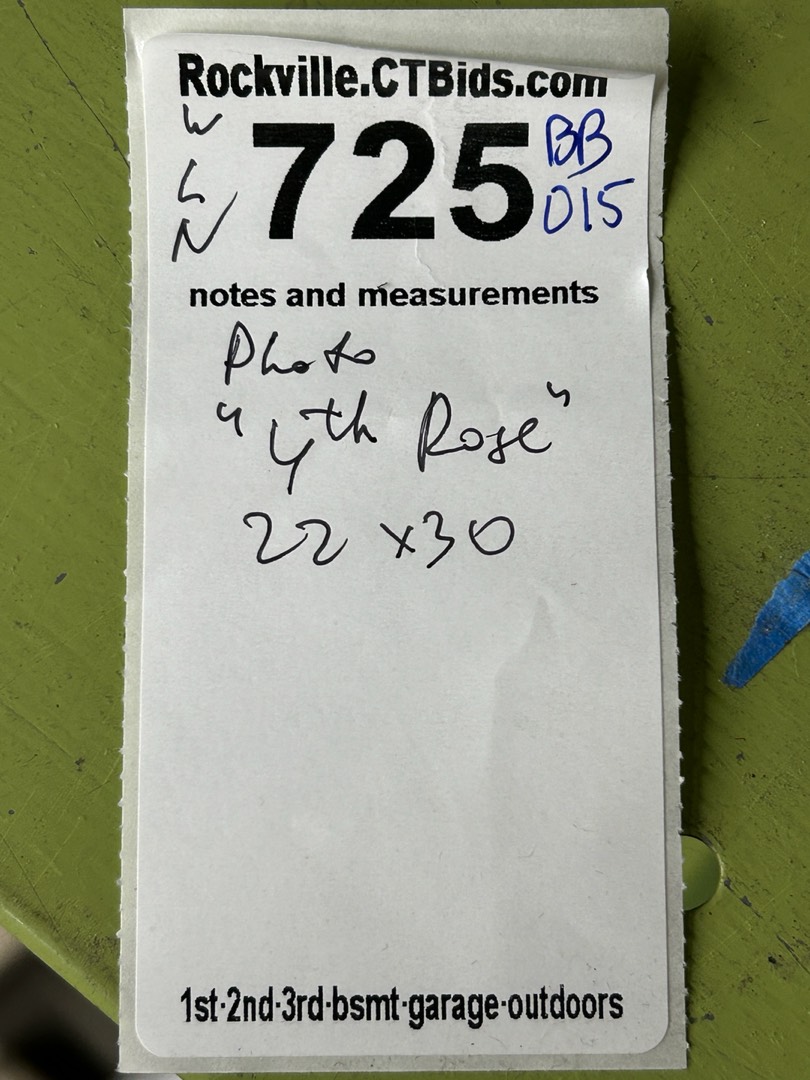 Rockville.CTBids.com
W
L
N
725
BB
015
notes and measurements
Photo
"4th Rose"
22 x 30
1st·2nd·3rd·bsmt·garage·outdoors